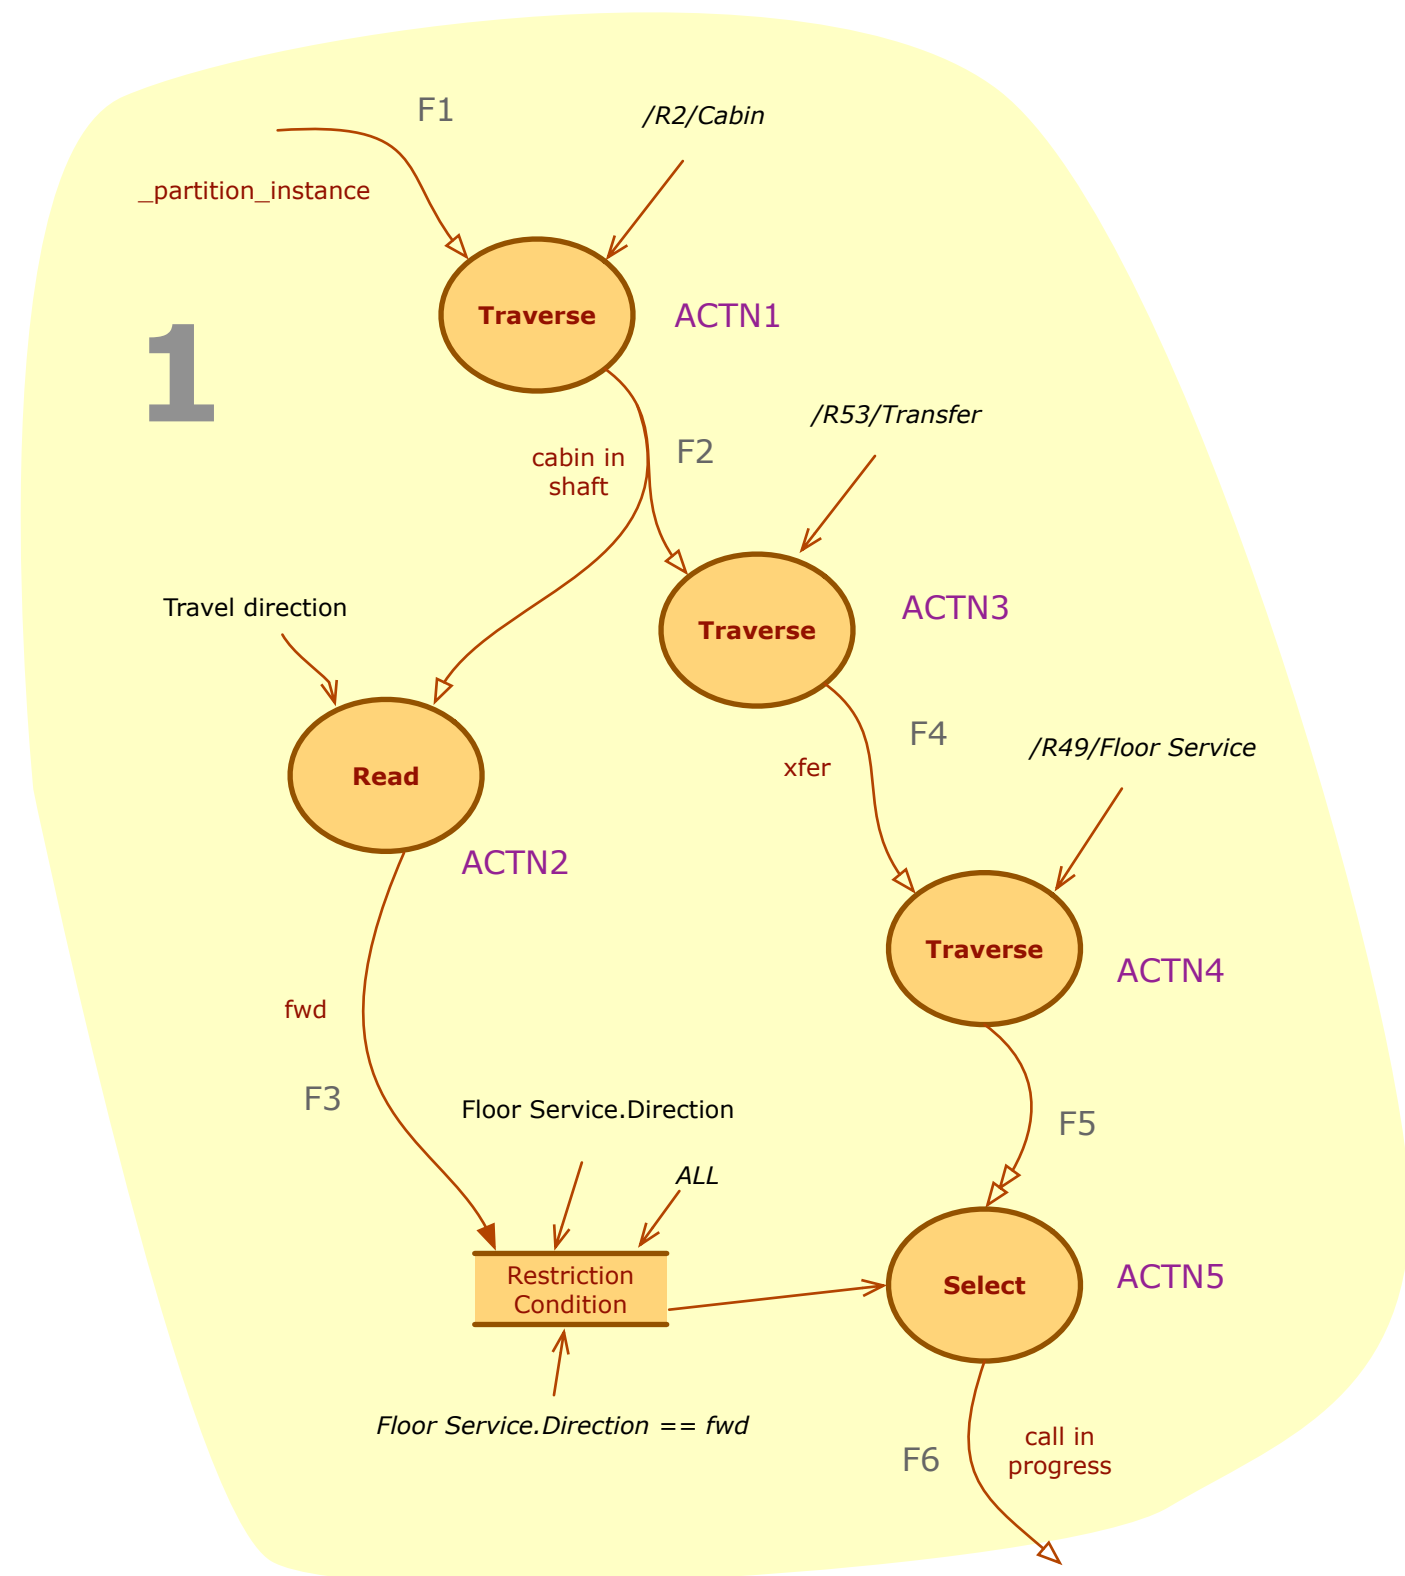 F1
/R2/Cabin
_partition_instance
Traverse
ACTN1
1
/R53/Transfer
F2
cabin in
shaft
Travel direction
Traverse
ACTN3
F4
/R49/Floor Service
xfer
Read
ACTN2
Traverse
ACTN4
fwd
F3
Floor Service.Direction
F5
ALL
Restriction
Condition
Select
ACTN5
Floor Service.Direction == fwd
F6
call in
progress